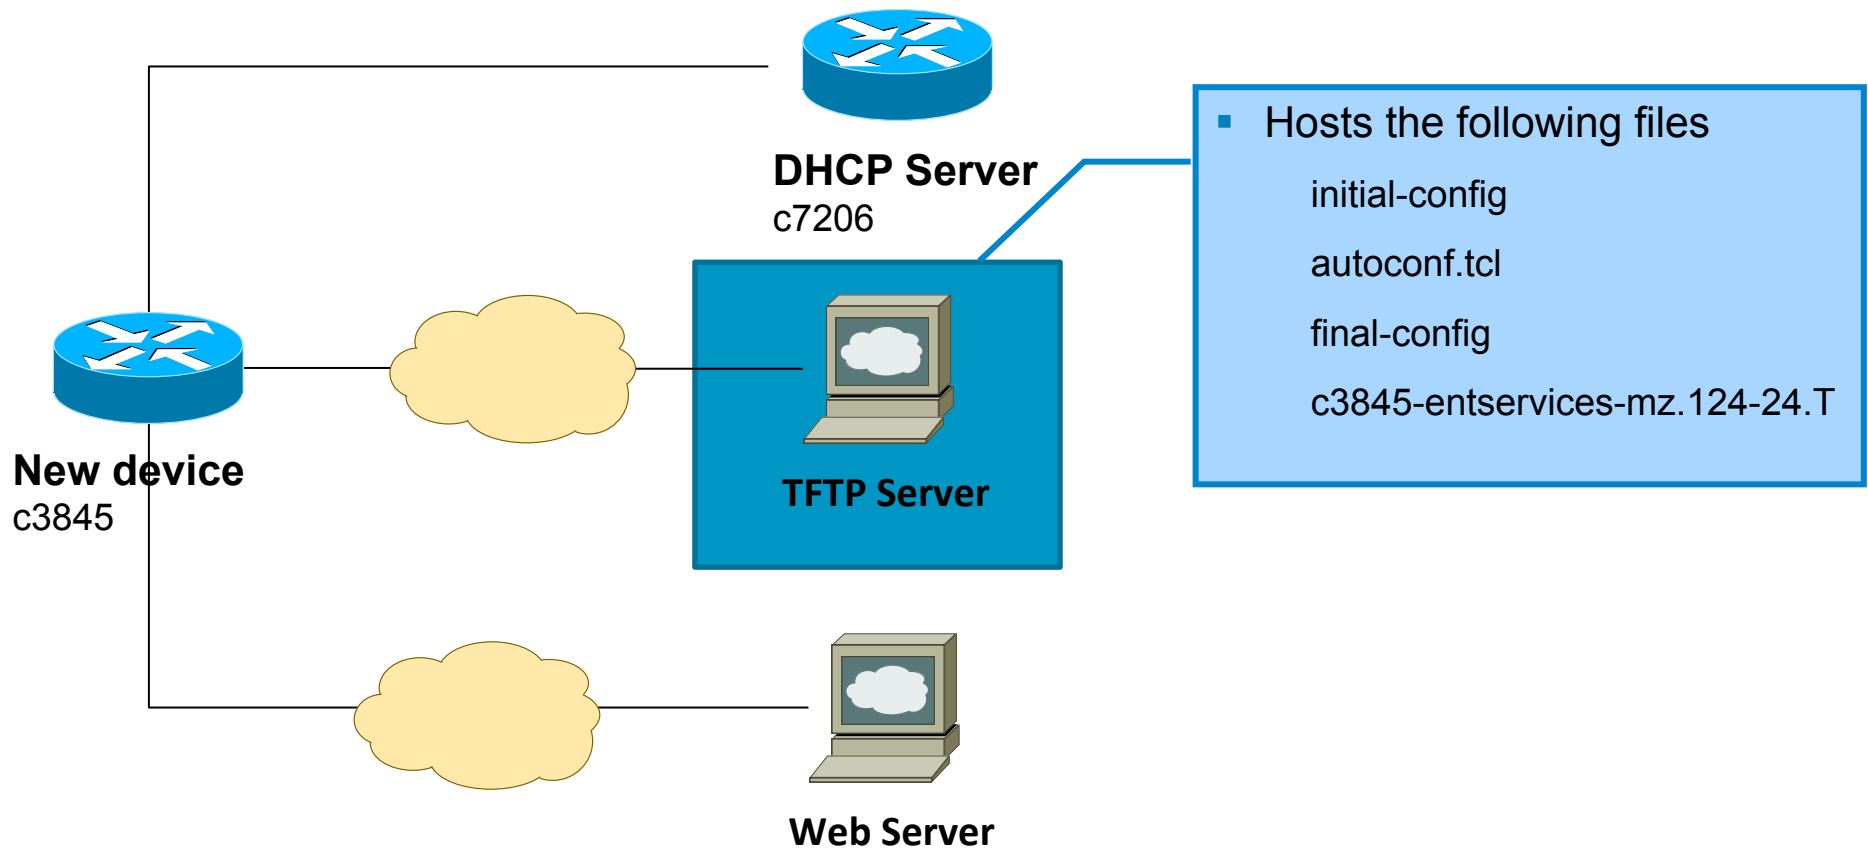 DHCP Server
c7206
▪ Hosts the following files
initial-config
autoconf.tcl
final-config
c3845-entservices-mz.124-24.T
New device
c3845
TFTP Server
Web Server